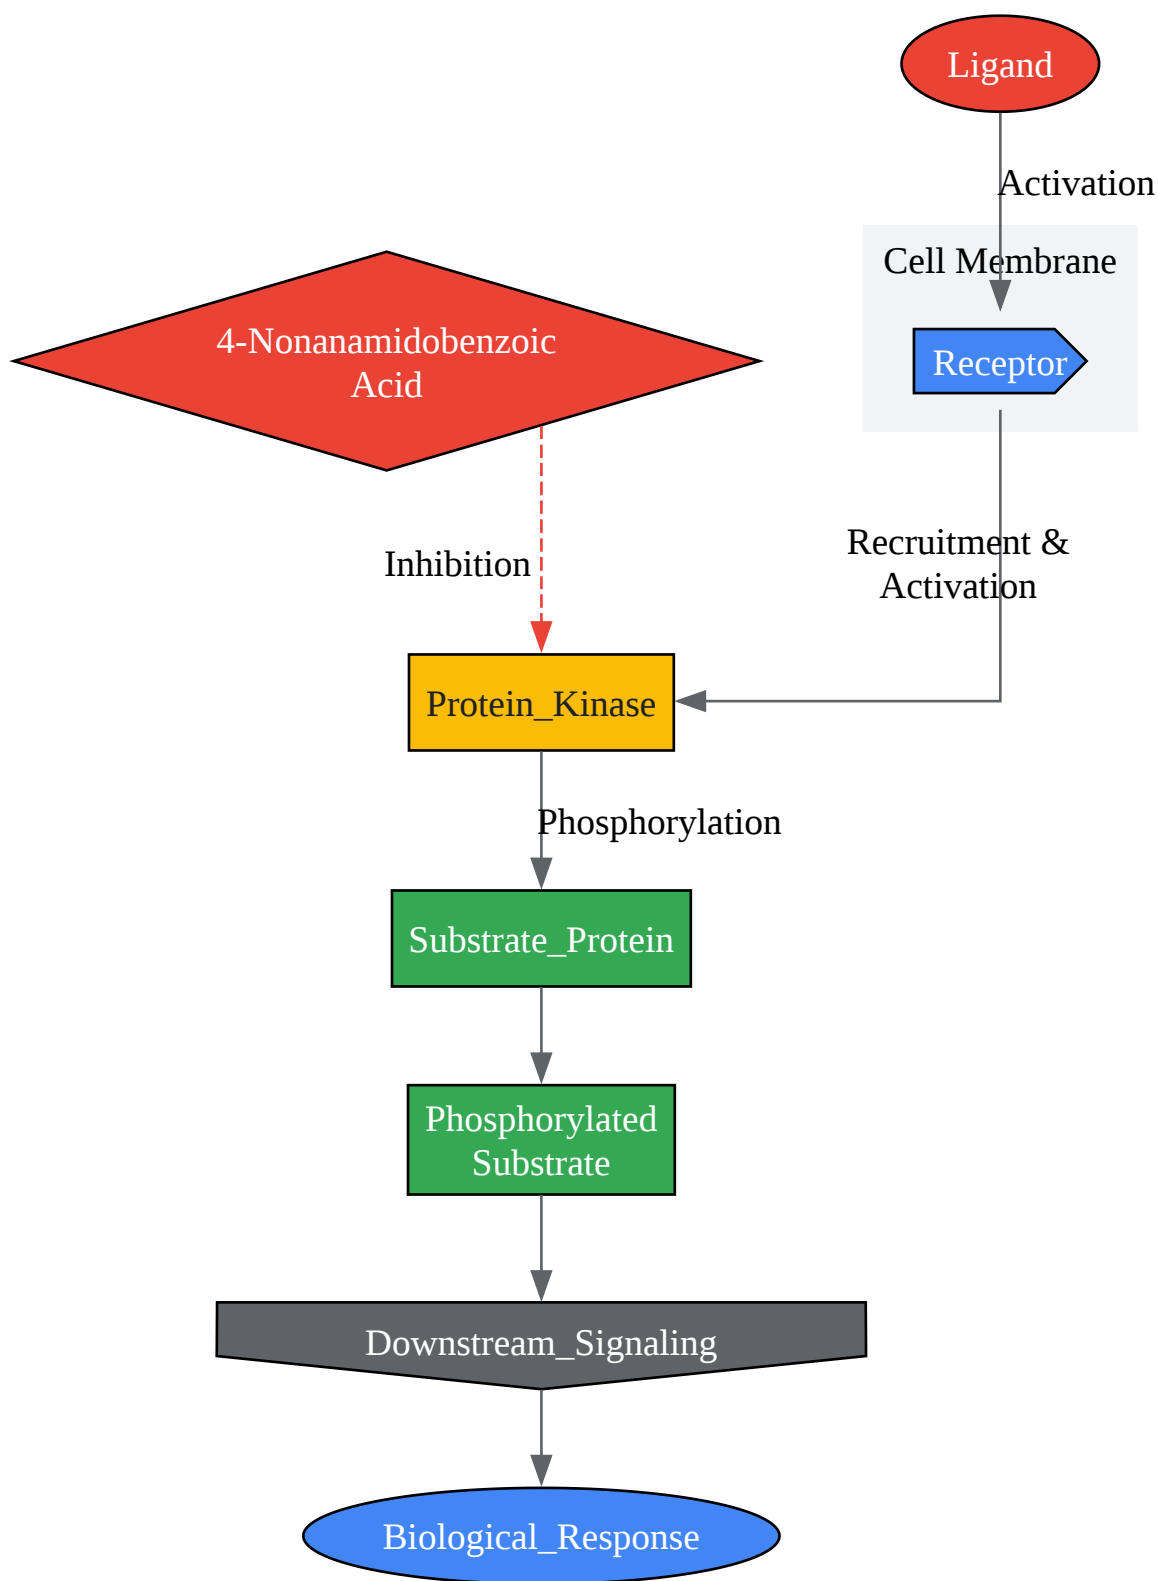 Ligand
Activation
Cell Membrane
4-Nonanamidobenzoic
Acid
Receptor
Inhibition
Recruitment &
Activation
Protein_Kinase
Phosphorylation
Substrate_Protein
Phosphorylated
Substrate
Downstream_Signaling
Biological_Response